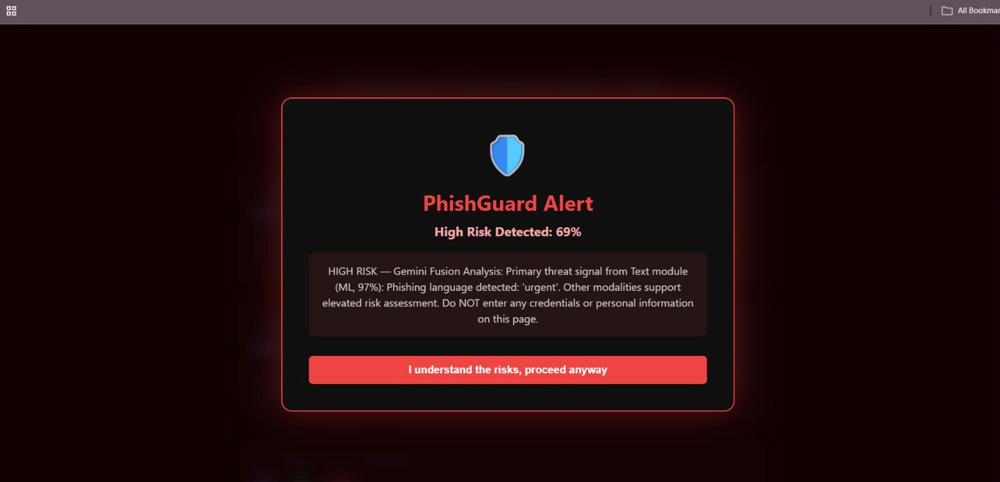 All Bookmar
PhishGuard Alert
High Risk Detected: 69%
HIGH RISK — Gemini Fusion Analysis: Primary threat signal from Text module
(ML, 97%): Phishing language detected: 'urgent'. Other modalities support
elevated risk assessment. Do NOT enter any credentials or personal information
on this page.
I understand the risks, proceed anyway